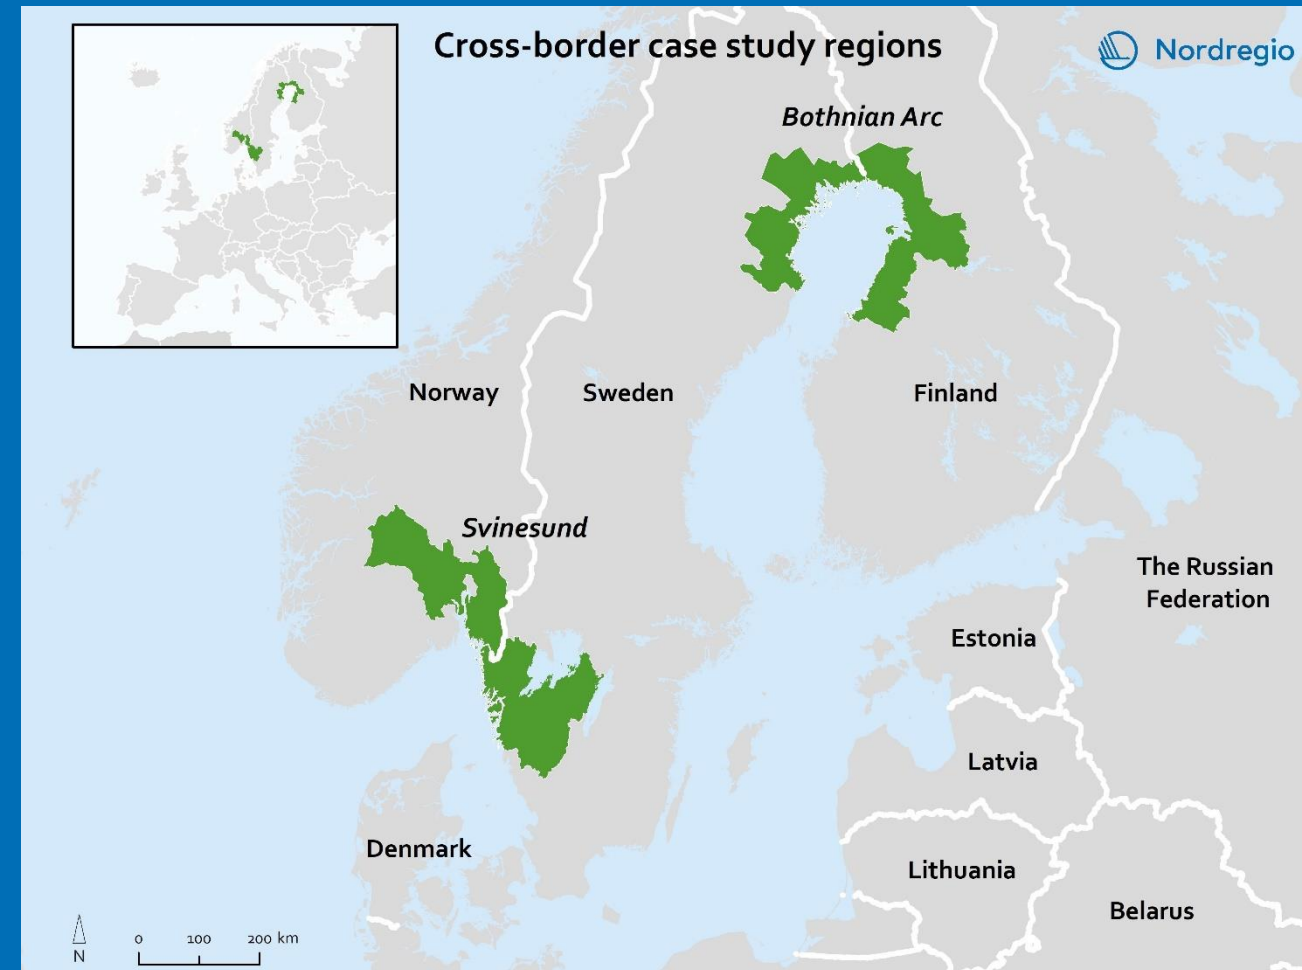 Cross-border case study regions
Nordregio
Bothnian Arc
Norway
Sweden
Finland
Svinesund
The Russian
Federation
Estonia
Latvia
Denmark
Lithuania
Belarus
N
0 100 200 km